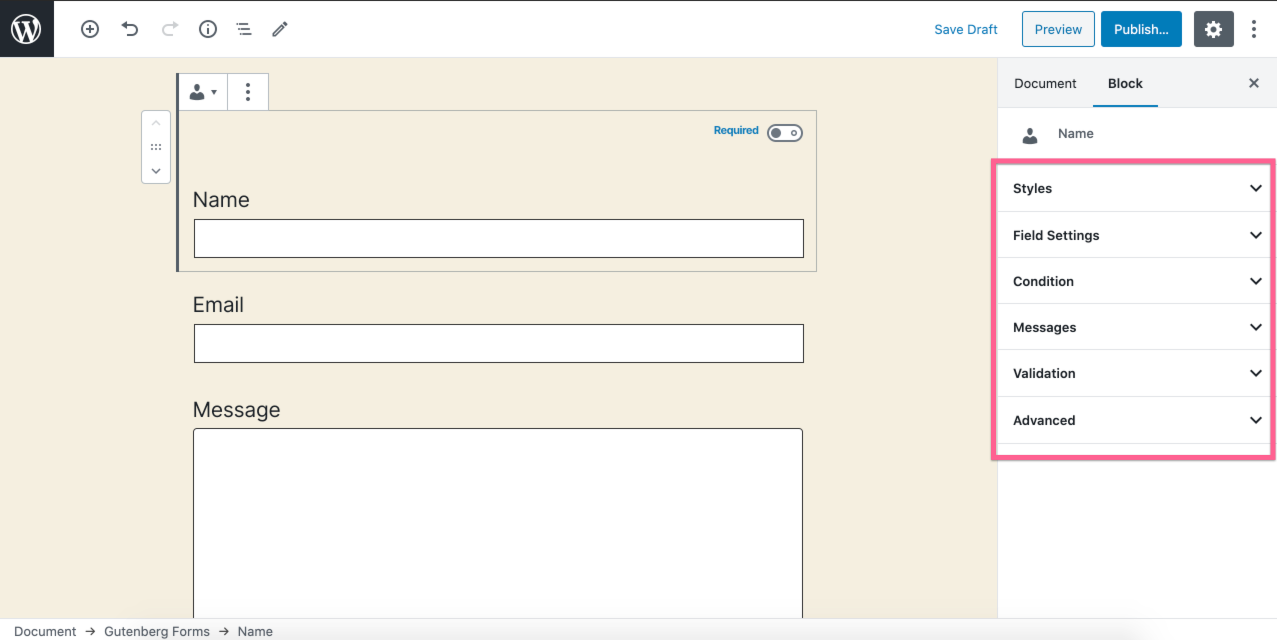 Save Draft Preview Publish...
Document Block
Name
Required
Name
Email
Message
Styles
Field Settings
Condition
Messages
Validation
Advanced
Document → Gutenberg Forms → Name